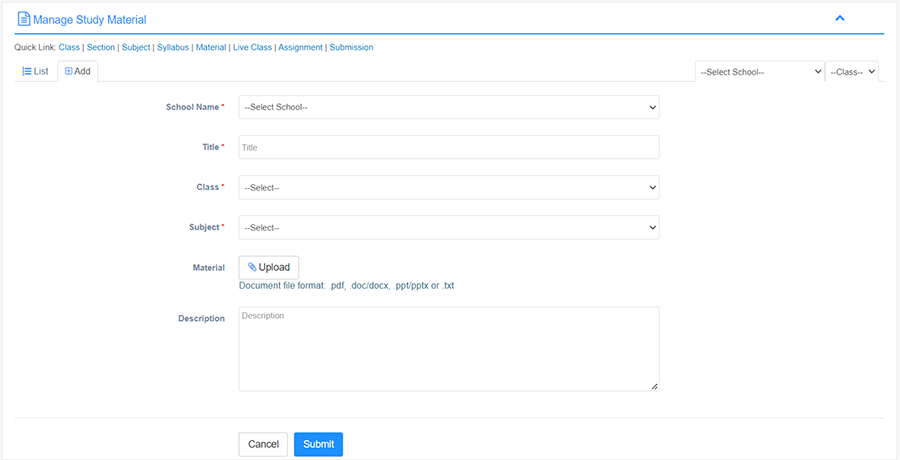 Manage Study Material
Quick Link: Class | Section | Subject | Syllabus | Material | Live Class | Assignment | Submission
List Add --Select School-- --Class--
School Name * --Select School--
Title * Title
Class * --Select--
Subject * --Select--
Material Upload
Document file format: .pdf, .doc/docx, .ppt/pptx or .txt
Description Description
Cancel Submit